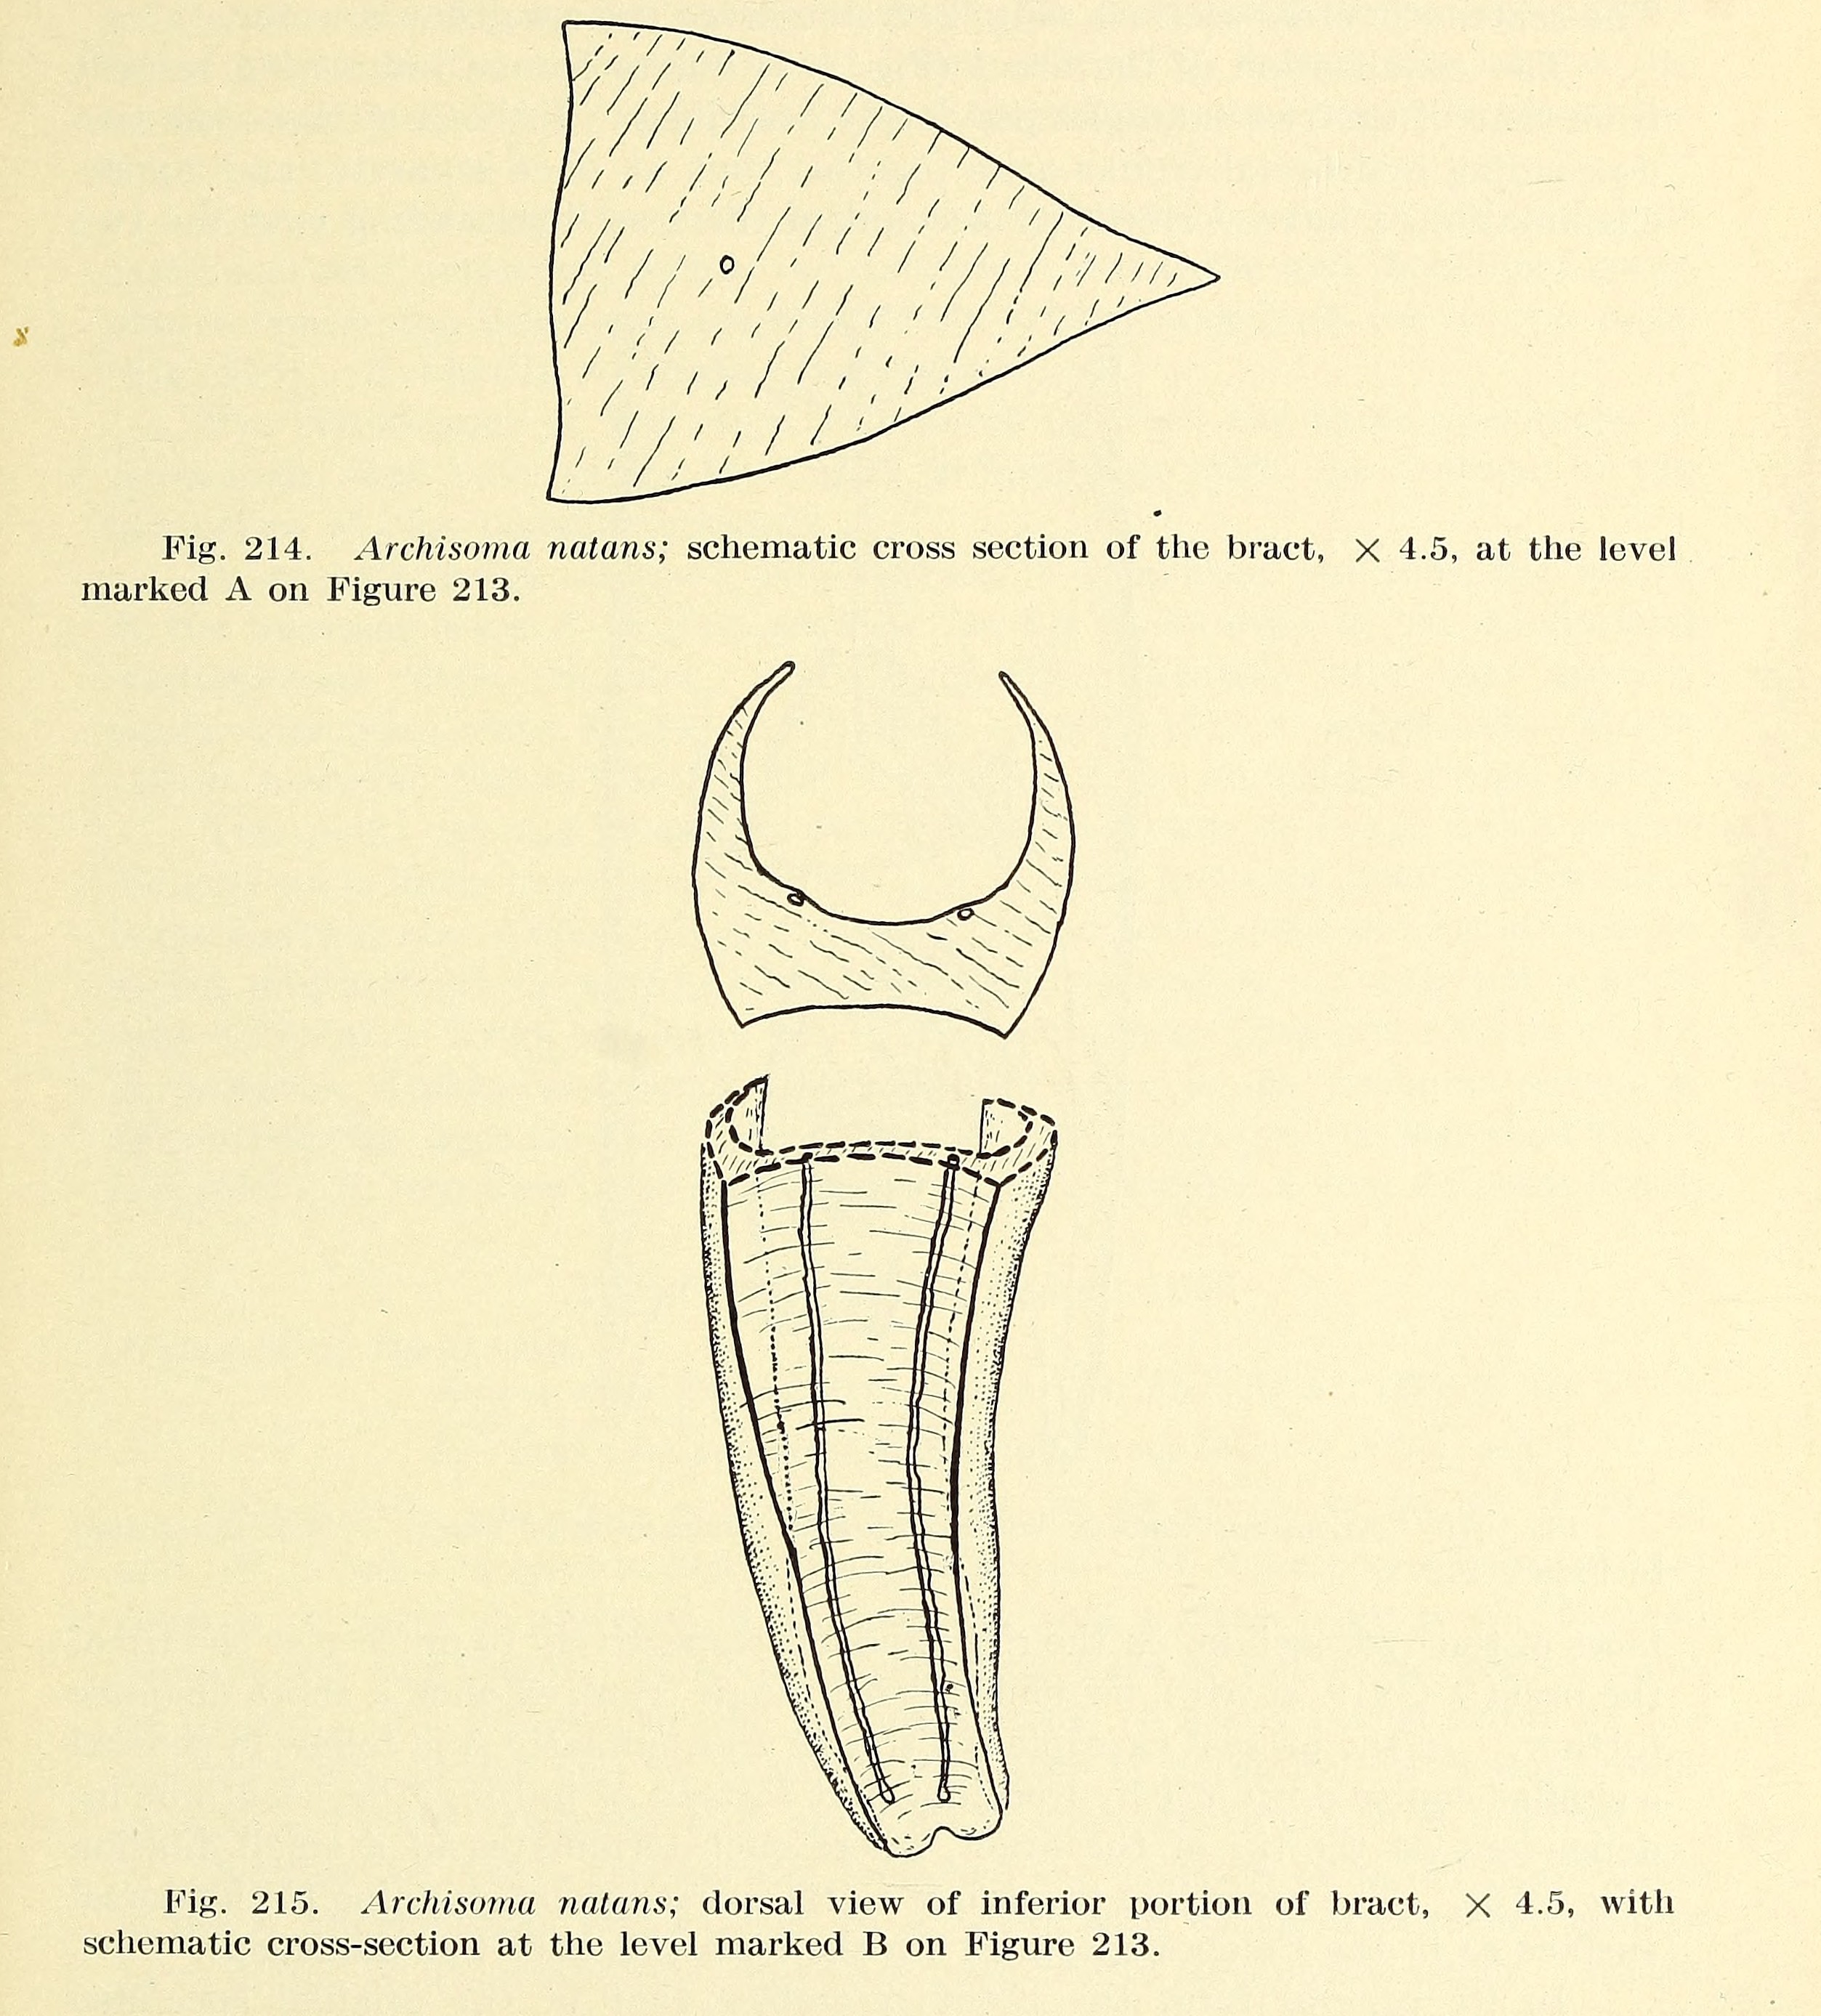 Fig. 214. Archisoma natans; schematic cross section of the bract, × 4.5, at the level
marked A on Figure 213.
Fig. 215. Archisoma natans; dorsal view of inferior portion of bract, × 4.5, with
schematic cross-section at the level marked B on Figure 213.